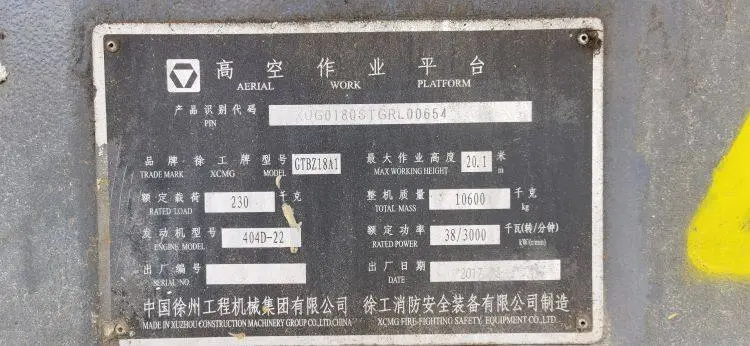 高空作业平台
AERIAL WORK PLATFORM
产品识别代码 XUG0180STGRL00654
PIN
品牌 徐工牌 型号 GTBZ18A1 最大作业高度 20.1 米
TRADE MARK XCMG MODEL MAX WORKING HEIGHT m
额定载荷 230 千克 整机质量 10600 千克
RATED LOAD TOTAL MASS kg
发动机型号 404D-22 额定功率 38/3000 千瓦(转/分钟)
ENGINE MODEL RATED POWER kW(r/min)
出厂编号 出厂日期 2017
SERIAL NO DATE
中国徐州工程机械集团有限公司 徐工消防安全装备有限公司制造
MADE IN XUZHOU CONSTRUCTION MACHINERY GROUP CO.,LTD.CHINA XCMG FIRE-FIGHTING SAFETY EQUIPMENT CO.,LTD.